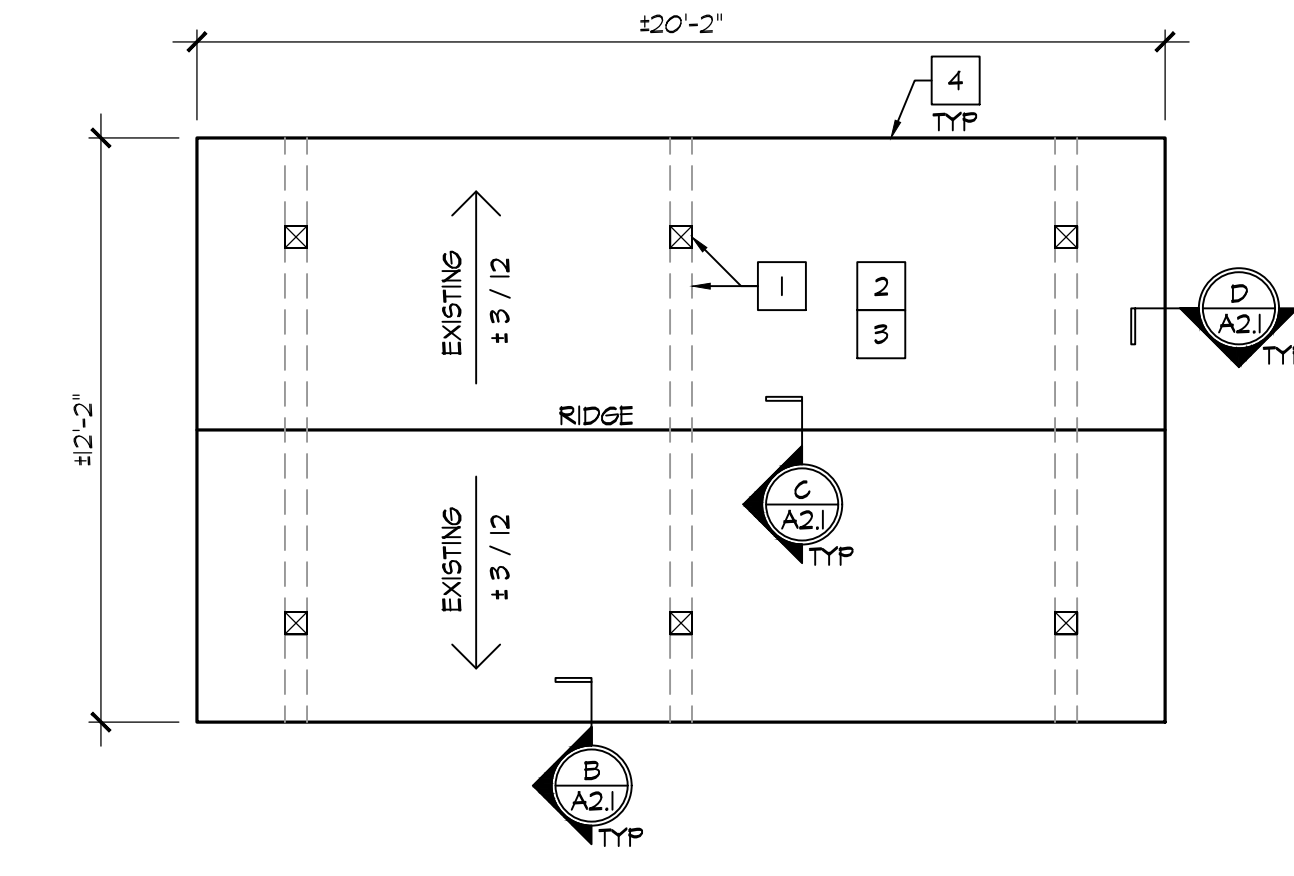 ±20'-2"
4
TYP
EXISTING
± 3 / 12
1
2
3
D
A2.1
±12'-2"
RIDGE
C
A2.1
TYP
EXISTING
± 3 / 12
B
A2.1
TYP